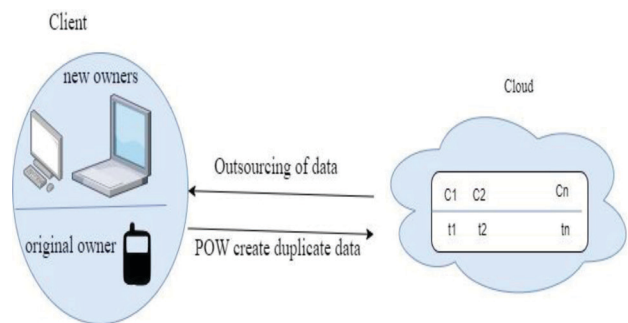 Client
new owners
original owner
Outsourcing of data
POW create duplicate data
Cloud
C1 C2 Cn
t1 t2 tn